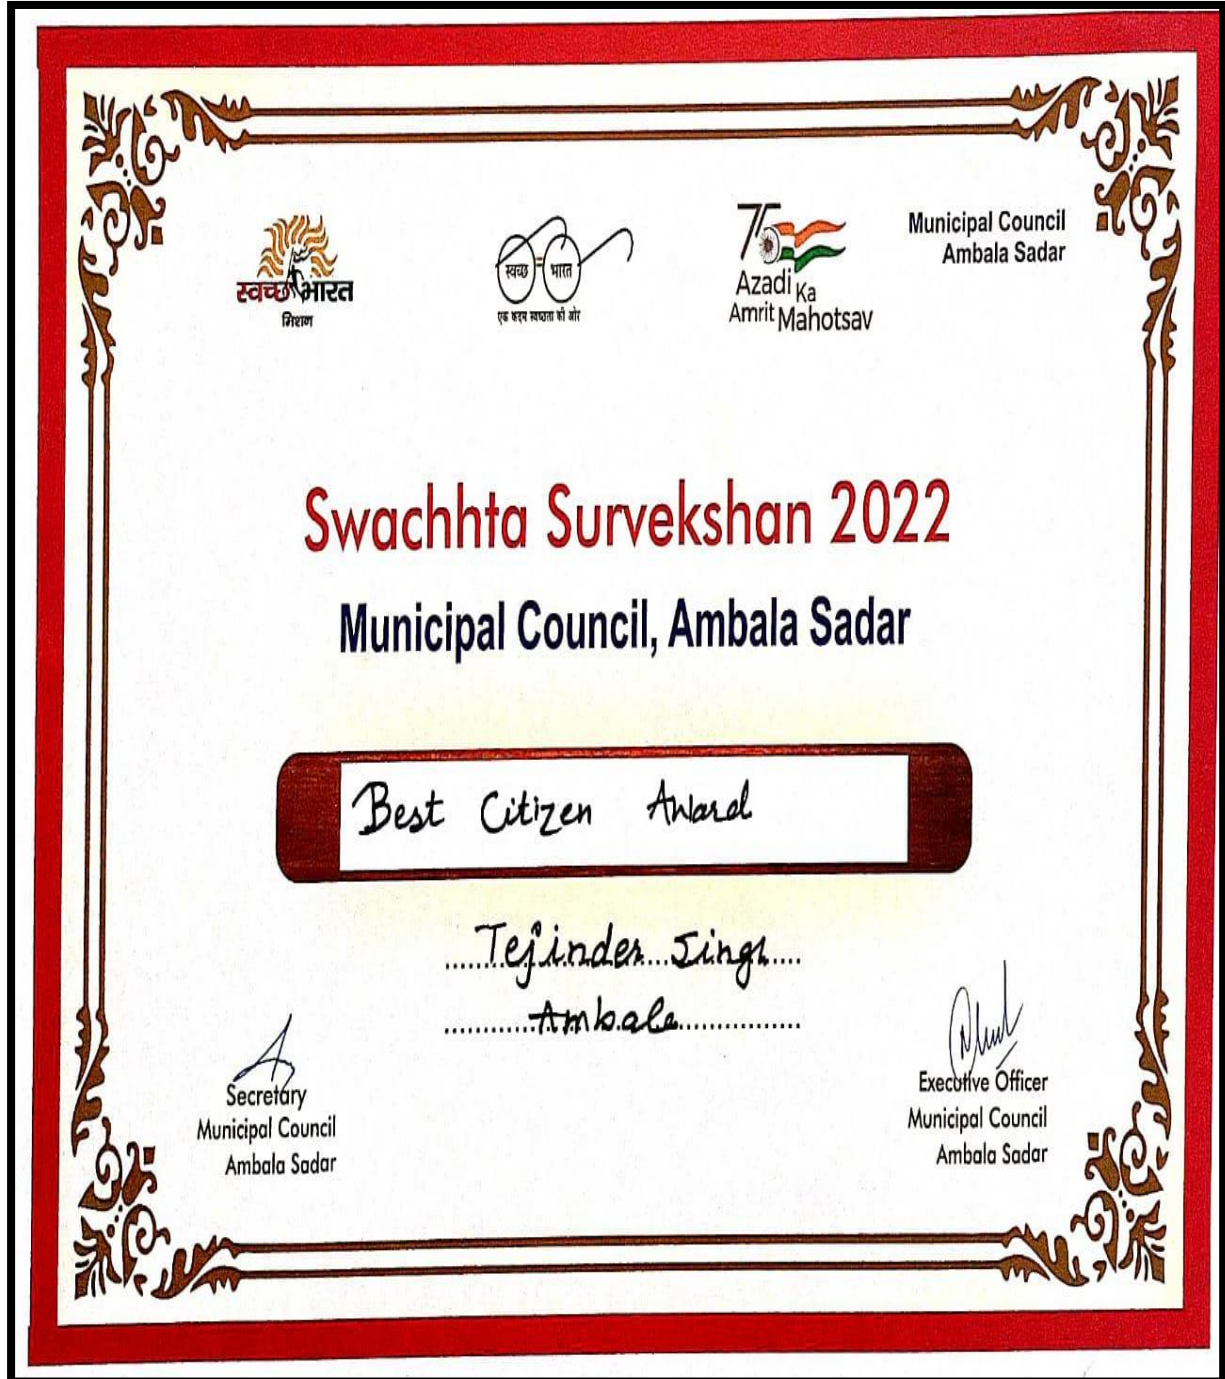 स्वच्छ भारत
मिशन
स्वच्छ भारत
एक कदम स्वच्छता की ओर
75
Azadi Ka
Amrit Mahotsav
Municipal Council
Ambala Sadar
Swachhta Survekshan 2022
Municipal Council, Ambala Sadar
Best Citizen Award
Tejinder Singh
Ambala
Secretary
Municipal Council
Ambala Sadar
Executive Officer
Municipal Council
Ambala Sadar